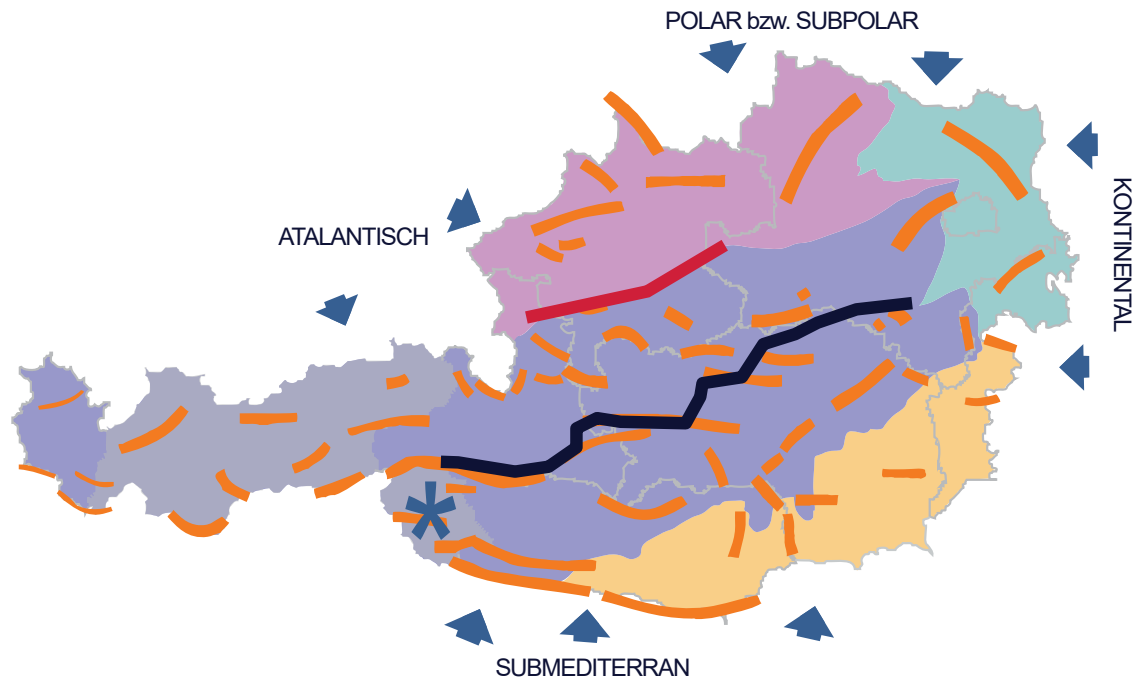 POLAR bzw. SUBPOLAR
ATALANTISCH
KONTINENTAL
SUBMEDITERRAN